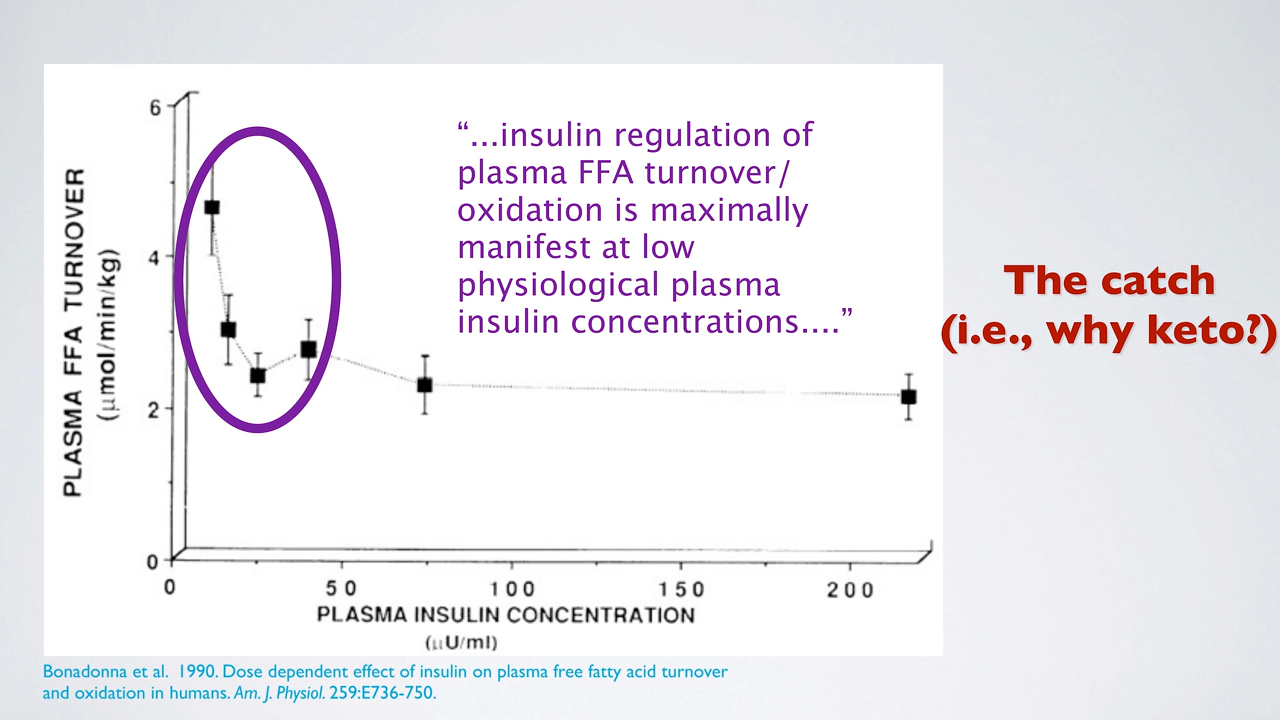 6
4
2
0
PLASMA FFA TURNOVER
(μmol/min/kg)
“...insulin regulation of
plasma FFA turnover/
oxidation is maximally
manifest at low
physiological plasma
insulin concentrations....”
The catch
(i.e., why keto?)
0 50 100 150 200
PLASMA INSULIN CONCENTRATION
(μU/ml)
Bonadonna et al. 1990. Dose dependent effect of insulin on plasma free fatty acid turnover
and oxidation in humans. Am. J. Physiol. 259:E736-750.